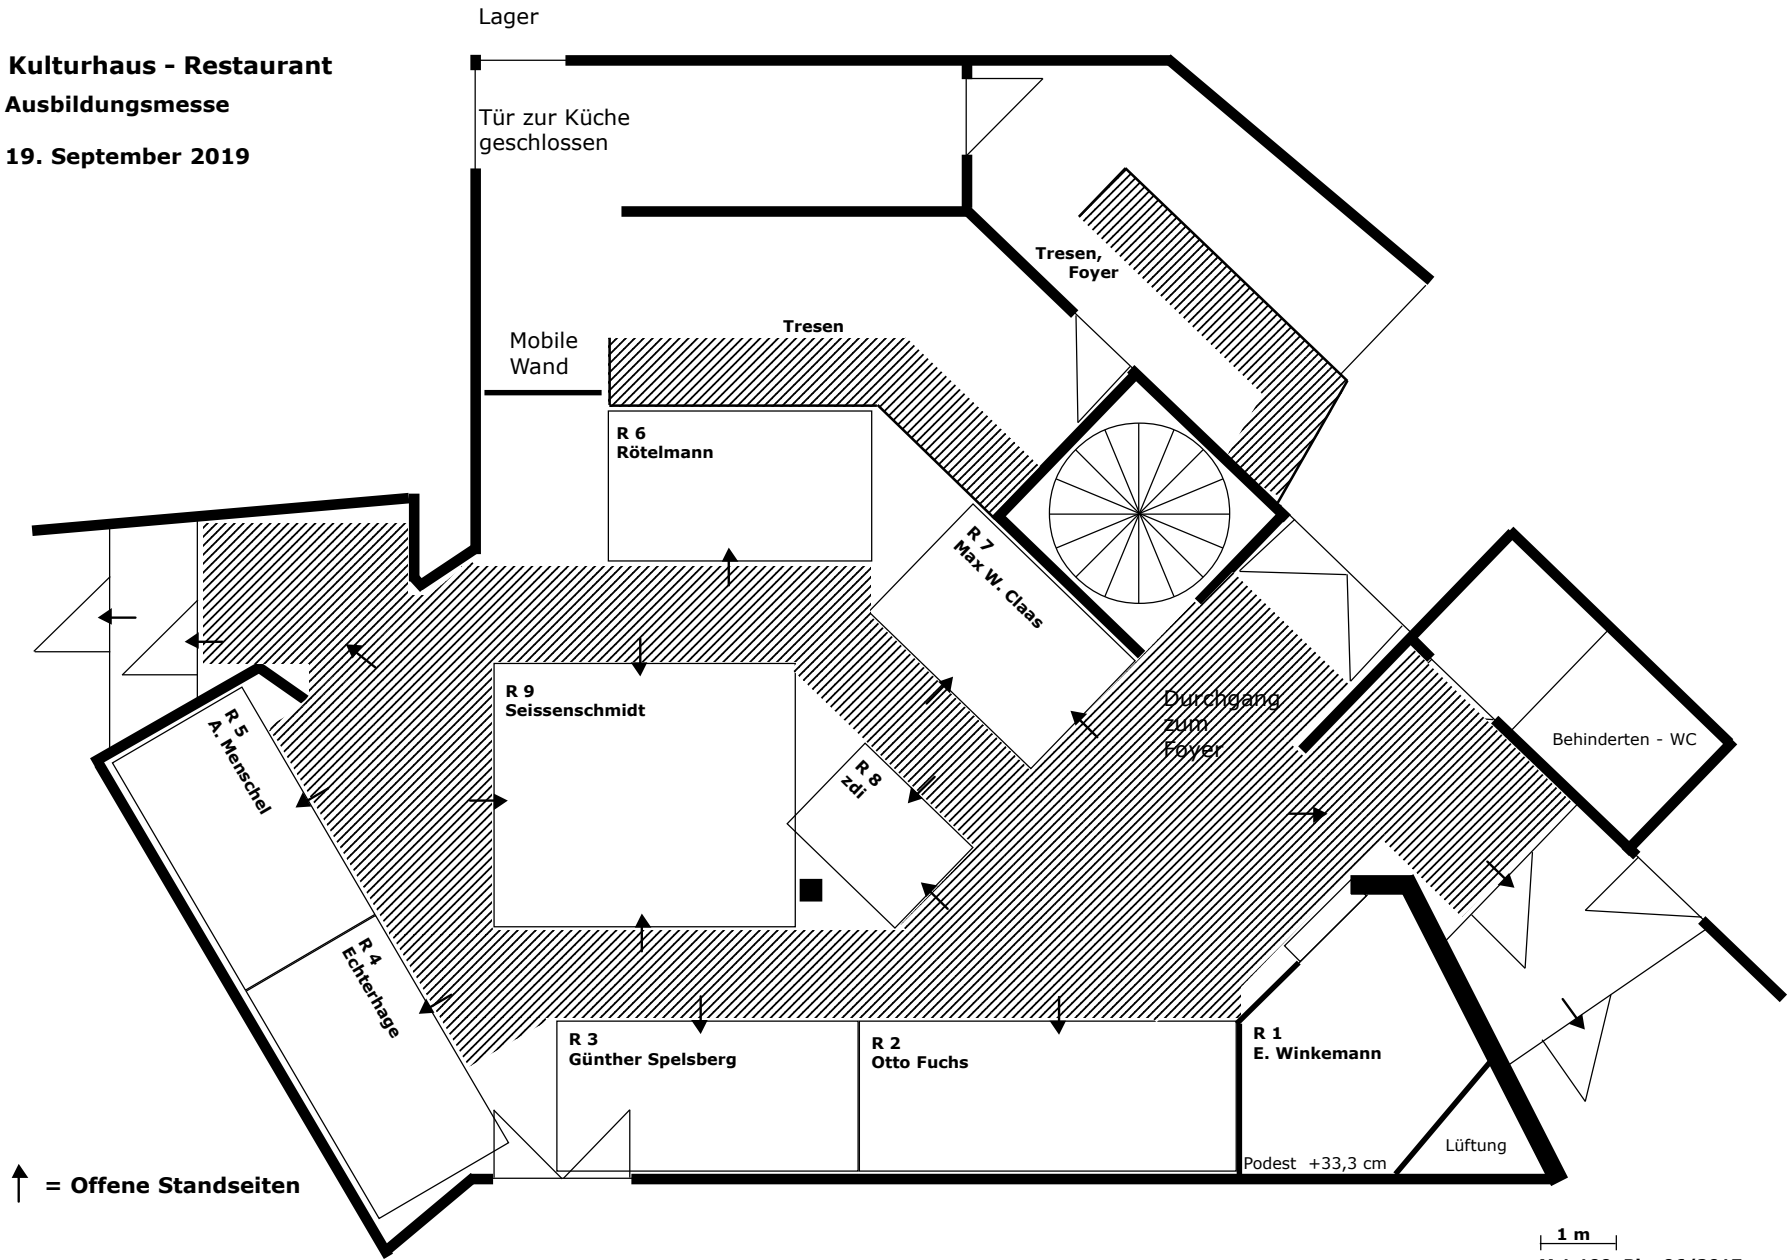 Lager
Kulturhaus - Restaurant
Ausbildungsmesse
19. September 2019
Tür zur Küche
geschlossen
Tresen,
Foyer
Tresen
Mobile
Wand
R 6
Rötelmann
R 7
Max W. Claas
R 9
Seissenschmidt
Durchgang
zum
Foyer
Behinderten - WC
R 5
A. Menschel
R 8
zdi
R 4
Echterhage
R 3
Günther Spelsberg
R 2
Otto Fuchs
R 1
E. Winkemann
Lüftung
Podest +33,3 cm
= Offene Standseiten
1 m